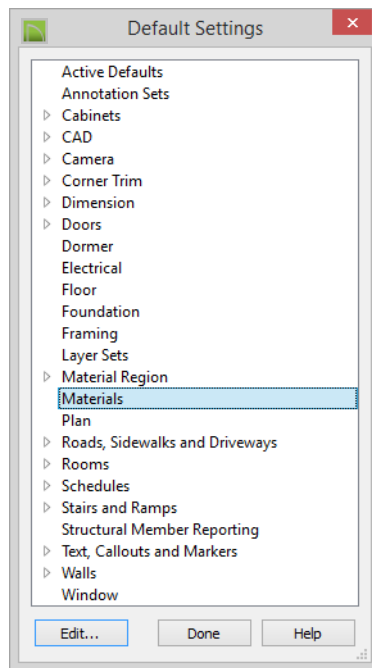 Default Settings
Active Defaults
Annotation Sets
Cabinets
CAD
Camera
Corner Trim
Dimension
Doors
Dormer
Electrical
Floor
Foundation
Framing
Layer Sets
Material Region
Materials
Plan
Roads, Sidewalks and Driveways
Rooms
Schedules
Stairs and Ramps
Structural Member Reporting
Text, Callouts and Markers
Walls
Window
Edit... Done Help